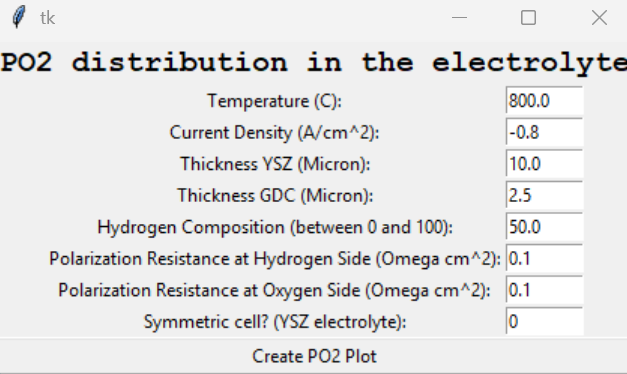 tk
PO2 distribution in the electrolyte
Temperature (C): 800.0
Current Density (A/cm^2): -0.8
Thickness YSZ (Micron): 10.0
Thickness GDC (Micron): 2.5
Hydrogen Composition (between 0 and 100): 50.0
Polarization Resistance at Hydrogen Side (Omega cm^2): 0.1
Polarization Resistance at Oxygen Side (Omega cm^2): 0.1
Symmetric cell? (YSZ electrolyte): 0
Create PO2 Plot